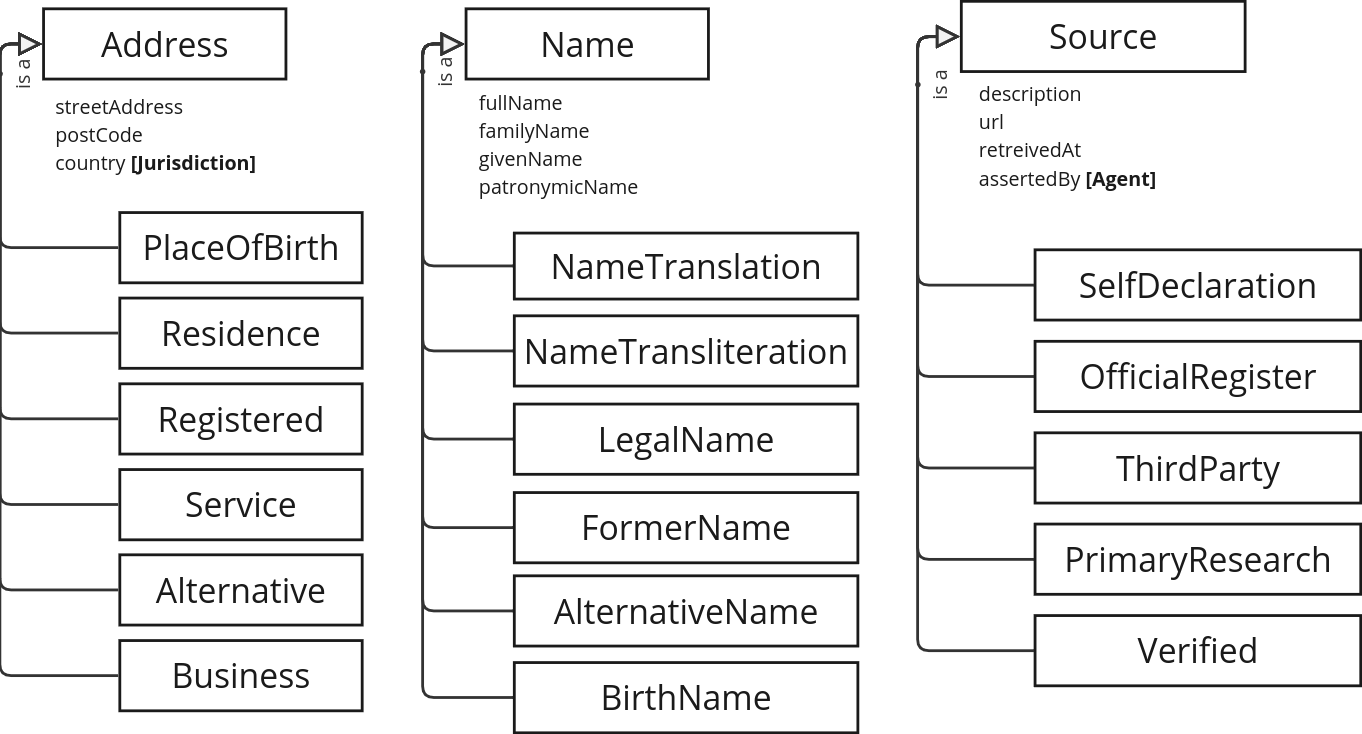 Address
is a
streetAddress
postCode
country [Jurisdiction]
PlaceOfBirth
Residence
Registered
Service
Alternative
Business
Name
is a
fullName
familyName
givenName
patronymicName
NameTranslation
NameTransliteration
LegalName
FormerName
AlternativeName
BirthName
Source
is a
description
url
retreivedAt
assertedBy [Agent]
SelfDeclaration
OfficialRegister
ThirdParty
PrimaryResearch
Verified